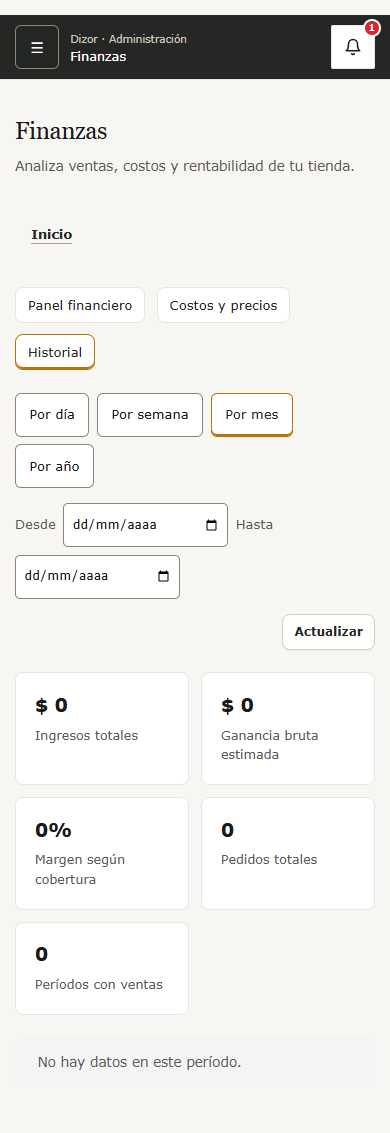 ☰
Dizor · Administración
Finanzas
1
Finanzas
Analiza ventas, costos y rentabilidad de tu tienda.
Inicio
Panel financiero
Costos y precios
Historial
Por día
Por semana
Por mes
Por año
Desde
dd/mm/aaaa
Hasta
dd/mm/aaaa
Actualizar
$ 0
Ingresos totales
$ 0
Ganancia bruta
estimada
0%
Margen según
cobertura
0
Pedidos totales
0
Períodos con ventas
No hay datos en este período.